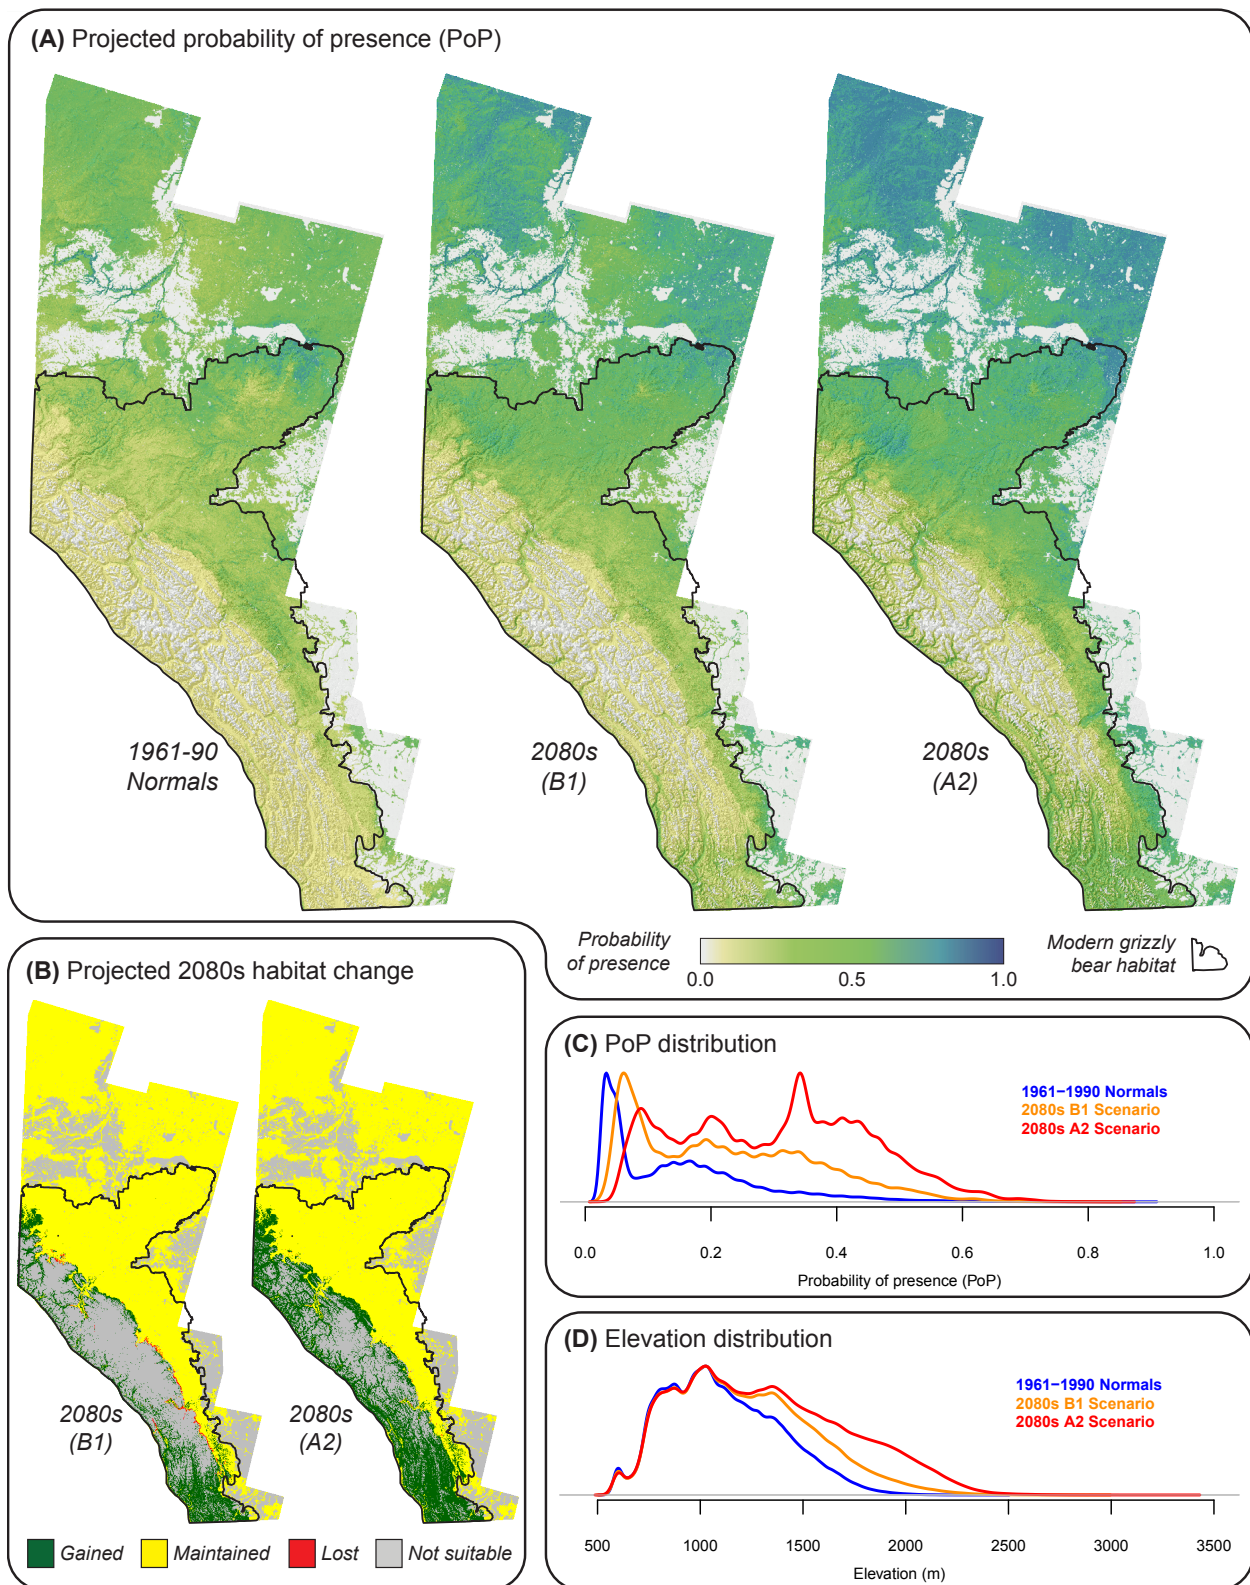 (A) Projected probability of presence (PoP)
1961-90
Normals
2080s
(B1)
2080s
(A2)
Probability
of presence
0.0
0.5
1.0
Modern grizzly
bear habitat
(B) Projected 2080s habitat change
2080s
(B1)
2080s
(A2)
Gained
Maintained
Lost
Not suitable
(C) PoP distribution
1961−1990 Normals
2080s B1 Scenario
2080s A2 Scenario
0.0
0.2
0.4
0.6
0.8
1.0
Probability of presence (PoP)
(D) Elevation distribution
1961−1990 Normals
2080s B1 Scenario
2080s A2 Scenario
500
1000
1500
2000
2500
3000
3500
Elevation (m)